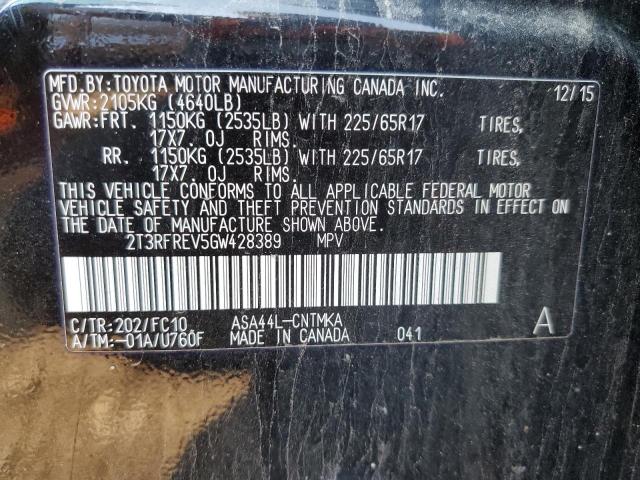 MFD.BY:TOYOTA MOTOR MANUFACTURING CANADA INC.
GVWR:2105KG (4640LB) 12/15
GAWR:FRT. 1150KG (2535LB) WITH 225/65R17 TIRES,
17X7.0J RIMS.
RR. 1150KG (2535LB) WITH 225/65R17 TIRES,
17X7.0J RIMS.
THIS VEHICLE CONFORMS TO ALL APPLICABLE FEDERAL MOTOR
VEHICLE SAFETY AND THEFT PREVENTION STANDARDS IN EFFECT ON
THE DATE OF MANUFACTURE SHOWN ABOVE.
2T3RFREV5GW428389 MPV
C/TR:202/FC10 ASA44L-CNTMKA A
A/TM:-01A/U760F MADE IN CANADA 041